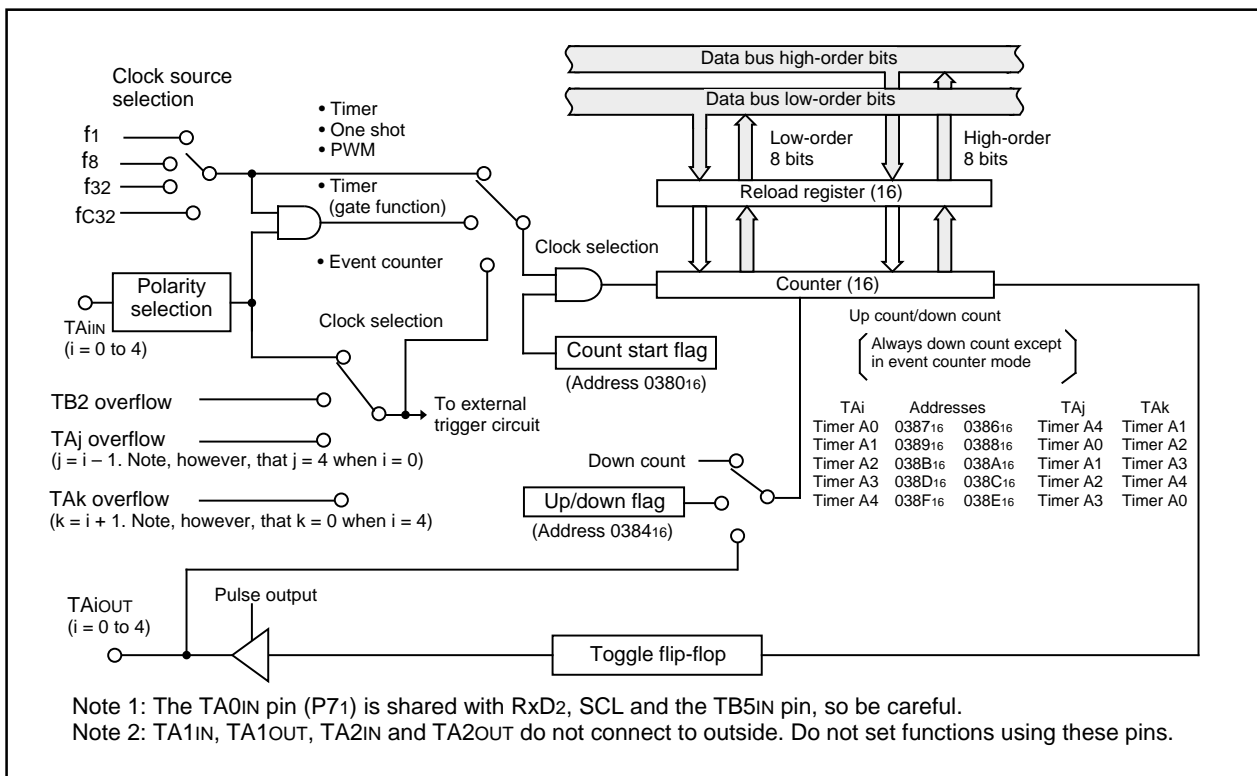 Data bus high-order bits
Data bus low-order bits
Clock source
selection
f1
f8
f32
fC32
• Timer
• One shot
• PWM
• Timer
(gate function)
• Event counter
Low-order
8 bits
High-order
8 bits
Reload register (16)
Clock selection
Counter (16)
Polarity
selection
TAiIN
(i = 0 to 4)
Clock selection
Count start flag
(Address 038016)
Up count/down count
Always down count except
in event counter mode
TB2 overflow
To external
trigger circuit
TAj overflow
(j = i – 1. Note, however, that j = 4 when i = 0)
TAk overflow
(k = i + 1. Note, however, that k = 0 when i = 4)
Down count
Up/down flag
(Address 038416)
TAi Addresses TAj TAk
Timer A0 038716 038616 Timer A4 Timer A1
Timer A1 038916 038816 Timer A0 Timer A2
Timer A2 038B16 038A16 Timer A1 Timer A3
Timer A3 038D16 038C16 Timer A2 Timer A4
Timer A4 038F16 038E16 Timer A3 Timer A0
Pulse output
TAiOUT
(i = 0 to 4)
Toggle flip-flop
Note 1: The TA0IN pin (P71) is shared with RxD2, SCL and the TB5IN pin, so be careful.
Note 2: TA1IN, TA1OUT, TA2IN and TA2OUT do not connect to outside. Do not set functions using these pins.